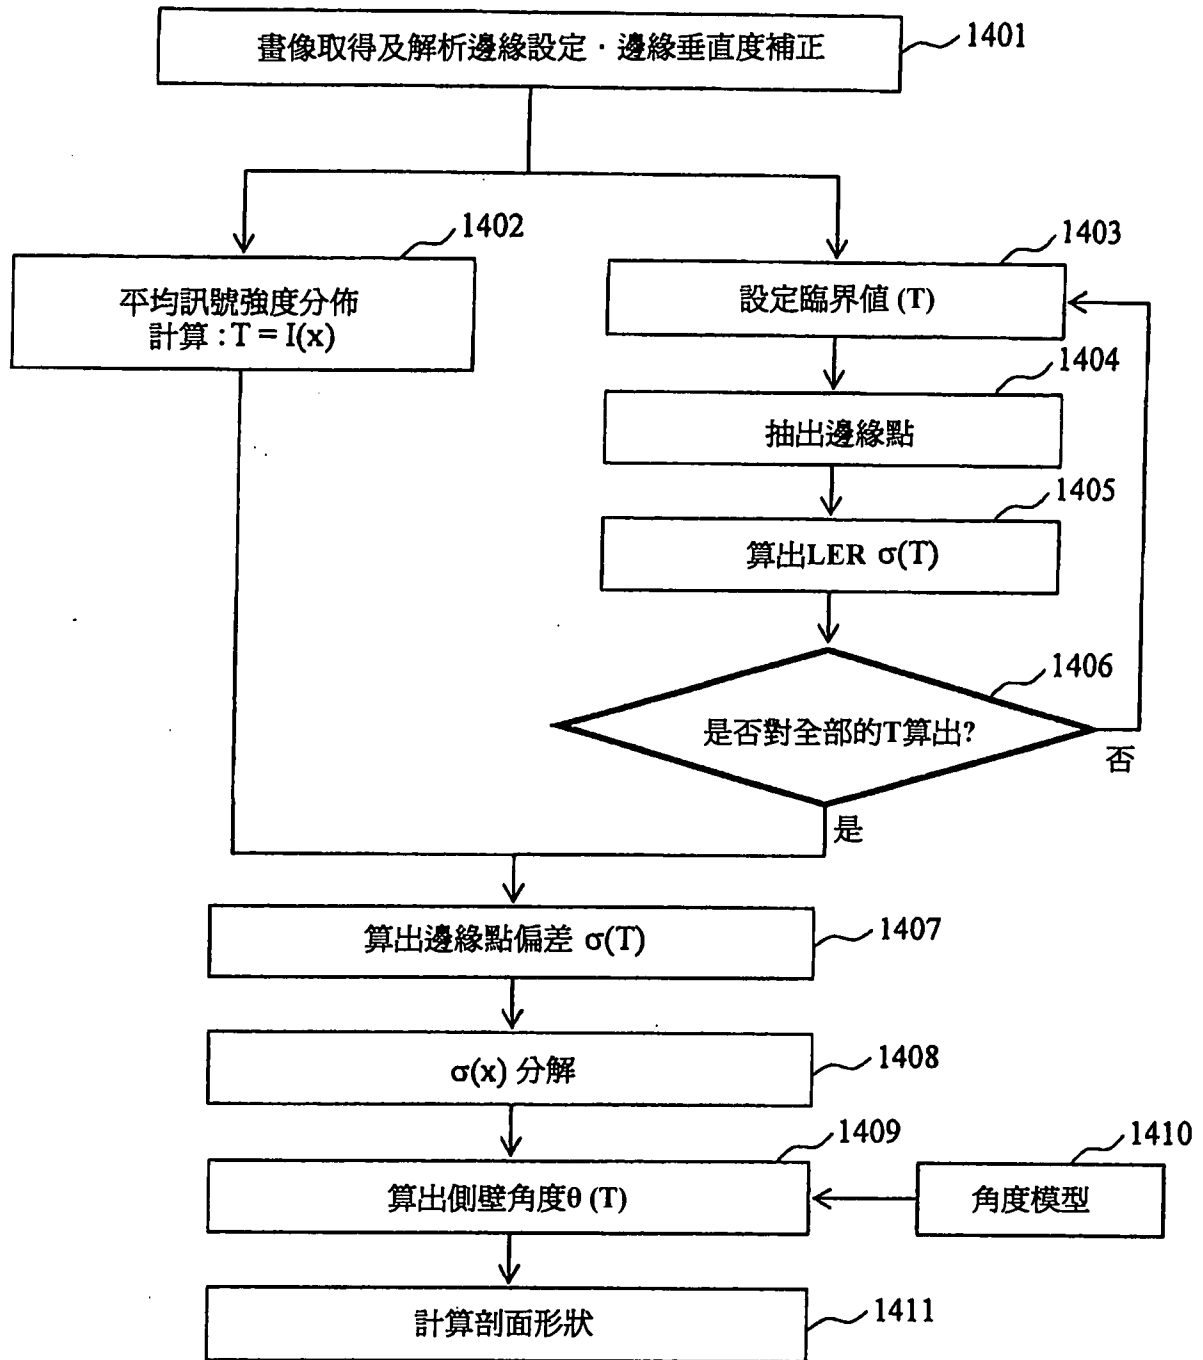 畫像取得及解析邊緣設定‧邊緣垂直度補正
1401
1402
平均訊號強度分佈
計算 : T = I(x)
1403
設定臨界值 (T)
1404
抽出邊緣點
1405
算出LER σ(T)
1406
是否對全部的T算出?
否
是
算出邊緣點偏差 σ(T)
1407
σ(x) 分解
1408
1409
算出側壁角度θ (T)
1410
角度模型
計算剖面形狀
1411